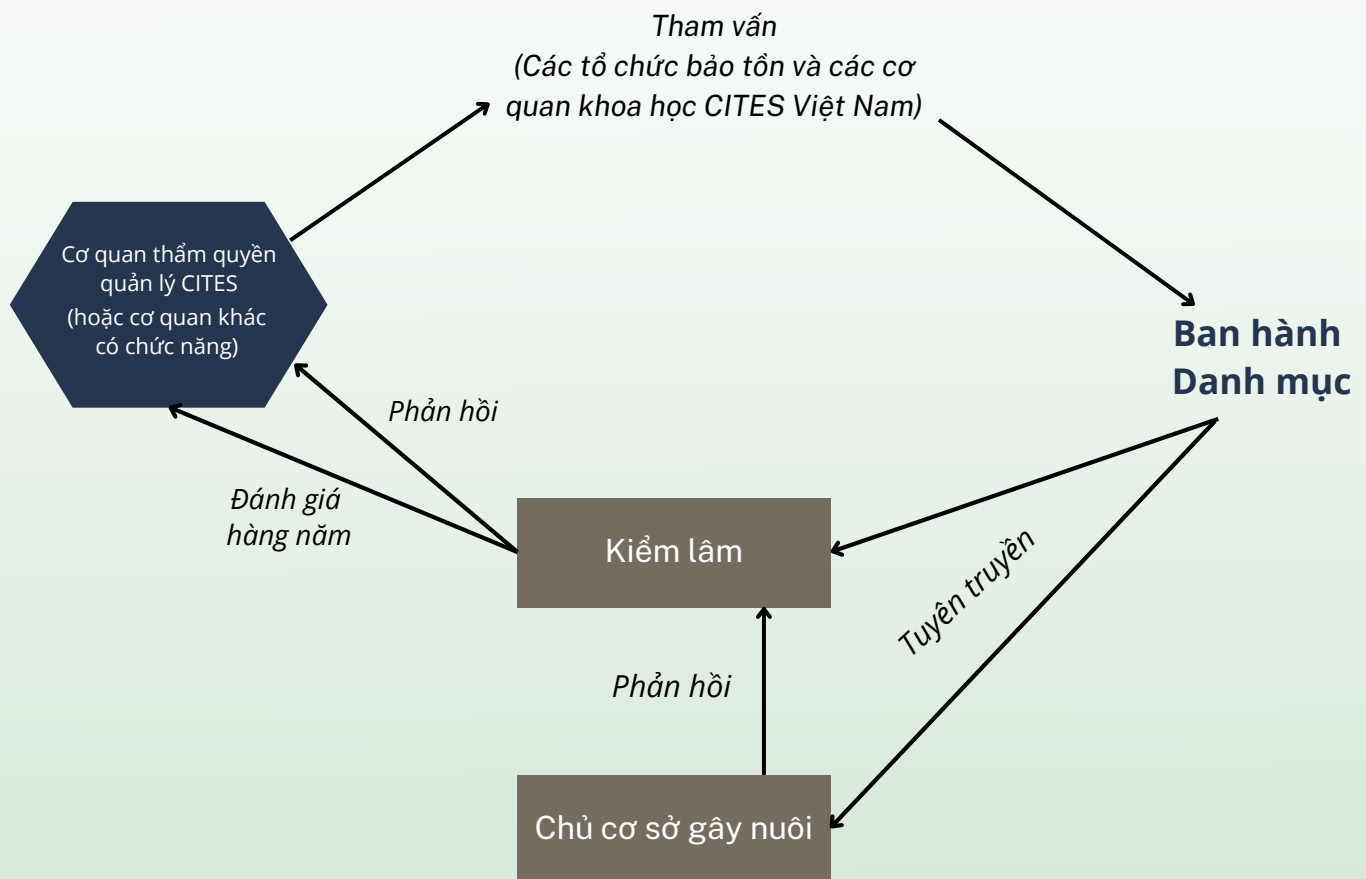 Tham vấn
(Các tổ chức bảo tồn và các cơ
quan khoa học CITES Việt Nam)
Cơ quan thẩm quyền
quản lý CITES
(hoặc cơ quan khác
có chức năng)
Ban hành
Danh mục
Phản hồi
Đánh giá
hàng năm
Kiểm lâm
Tuyên truyền
Phản hồi
Chủ cơ sở gây nuôi